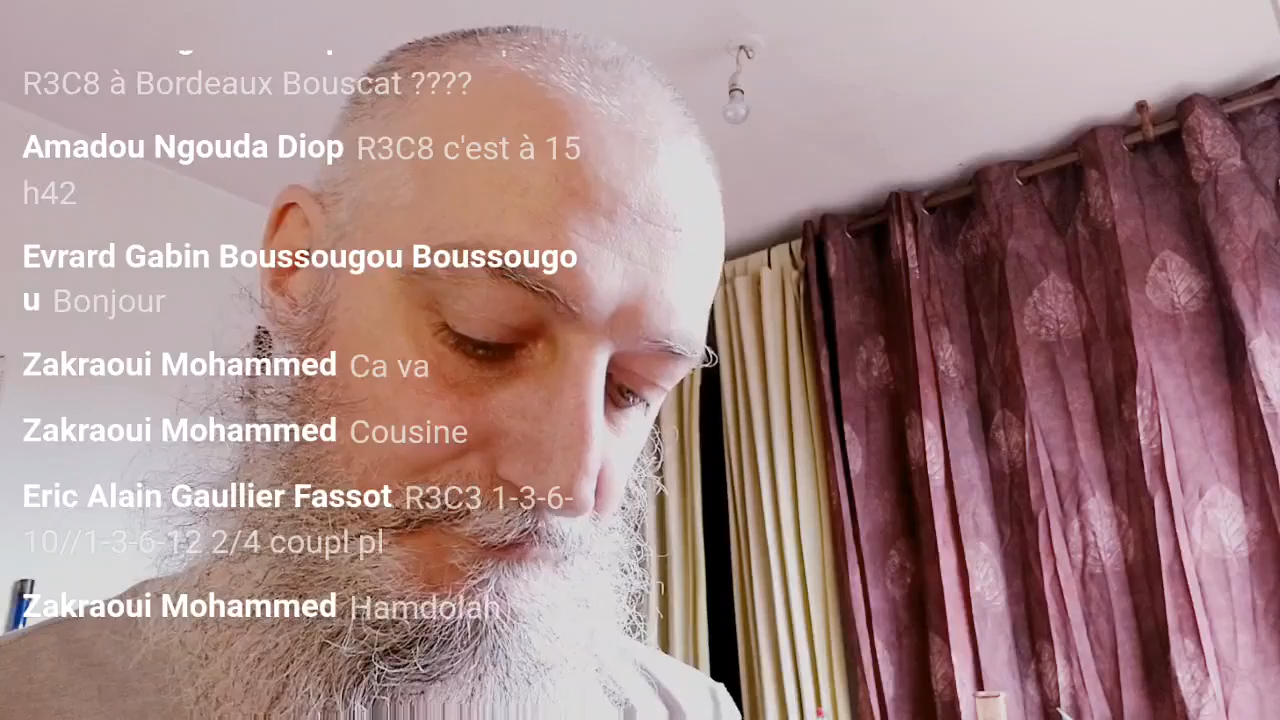 R3C8 à Bordeaux Bouscat ????
Amadou Ngouda Diop R3C8 c'est à 15
h42
Evrard Gabin Boussougou Boussougo
u Bonjour
Zakraoui Mohammed Ca va
Zakraoui Mohammed Cousine
Eric Alain Gaullier Fassot R3C3 1-3-6-
10//1-3-6-12 2/4 coupl pl
Zakraoui Mohammed Hamdolah